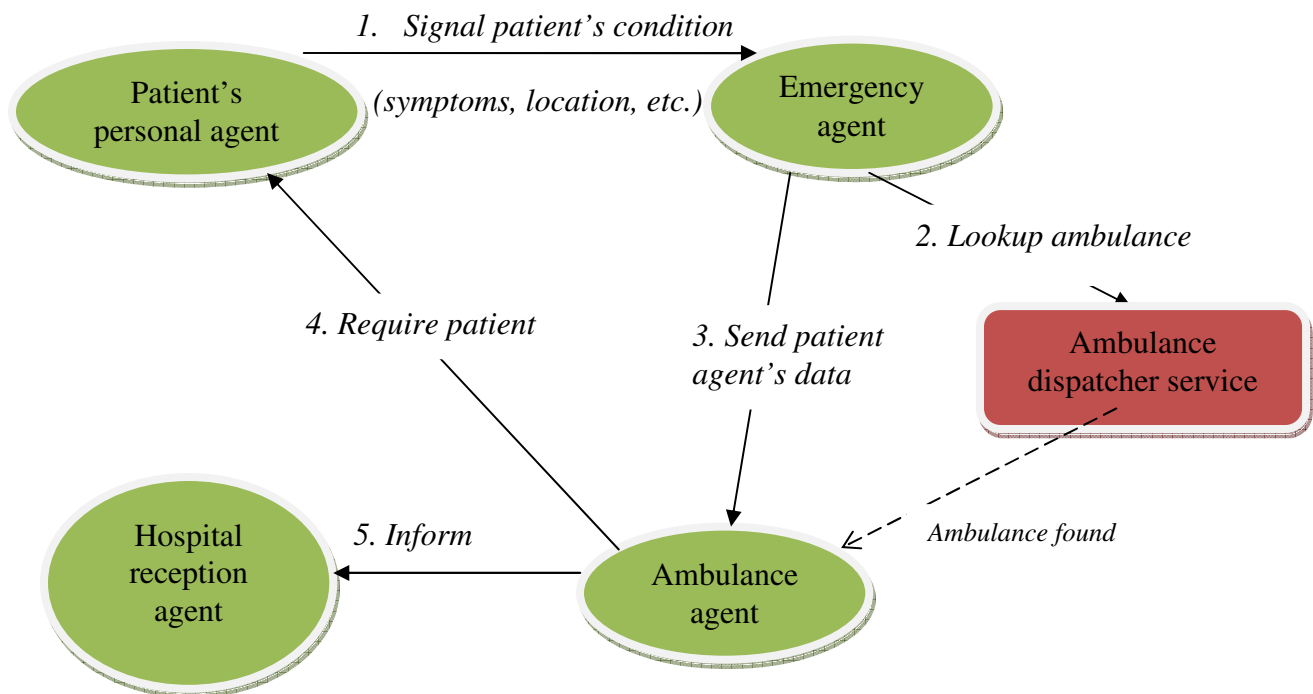 1. Signal patient’s condition
(symptoms, location, etc.)
Patient’s
personal agent
Emergency
agent
2. Lookup ambulance
4. Require patient
3. Send patient
agent’s data
Ambulance
dispatcher service
Hospital
reception
agent
5. Inform
Ambulance
agent
Ambulance found